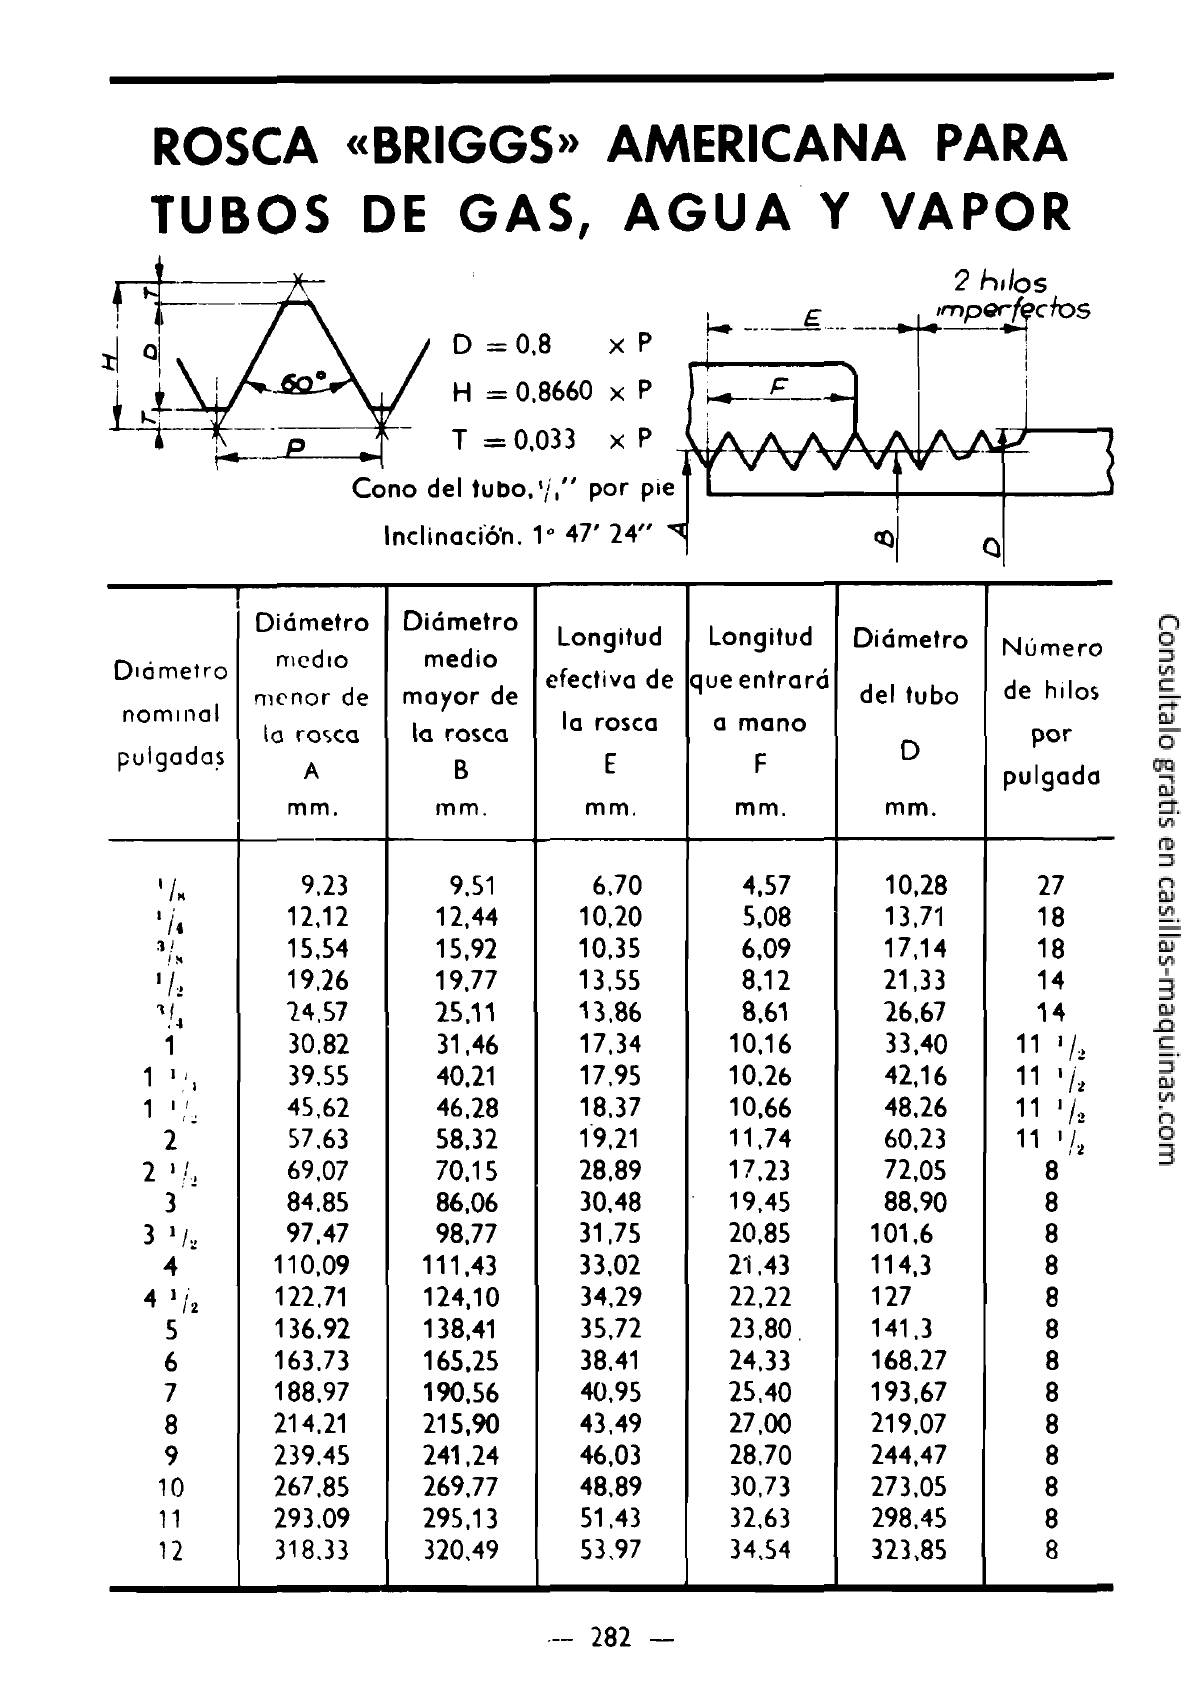 ROSCA «BRIGGS» AMERICANA PARA
TUBOS DE GAS, AGUA Y VAPOR
H
T
D
T
60°
P
D = 0,8 × P
H = 0,8660 × P
T = 0,033 × P
Cono del tubo, por pie
Inclinación. 1° 47' 24"
2 hilos
imperfectos
E
F
A
B
D
Diámetro
nominal
pulgadas
Diámetro
medio
menor de
la rosca
A
mm.
Diámetro
medio
mayor de
la rosca
B
mm.
Longitud
efectiva de
la rosca
E
mm.
Longitud
que entrará
a mano
F
mm.
Diámetro
del tubo
D
mm.
Número
de hilos
por
pulgada
1/8 9,23 9,51 6,70 4,57 10,28 27
1/4 12,12 12,44 10,20 5,08 13,71 18
3/8 15,54 15,92 10,35 6,09 17,14 18
1/2 19,26 19,77 13,55 8,12 21,33 14
3/4 24,57 25,11 13,86 8,61 26,67 14
1 30,82 31,46 17,34 10,16 33,40 11 1/2
1 39,55 40,21 17,95 10,26 42,16 11 1/2
1 1/2 45,62 46,28 18,37 10,66 48,26 11 1/2
2 57,63 58,32 19,21 11,74 60,23 11 1/2
2 1/2 69,07 70,15 28,89 17,23 72,05 8
3 84,85 86,06 30,48 19,45 88,90 8
3 1/2 97,47 98,77 31,75 20,85 101,6 8
4 110,09 111,43 33,02 21,43 114,3 8
4 1/2 122,71 124,10 34,29 22,22 127 8
5 136,92 138,41 35,72 23,80 141,3 8
6 163,73 165,25 38,41 24,33 168,27 8
7 188,97 190,56 40,95 25,40 193,67 8
8 214,21 215,90 43,49 27,00 219,07 8
9 239,45 241,24 46,03 28,70 244,47 8
10 267,85 269,77 48,89 30,73 273,05 8
11 293,09 295,13 51,43 32,63 298,45 8
12 318,33 320,49 53,97 34,54 323,85 8
— 282 —
Consultalo gratis en casillas-maquinas.com